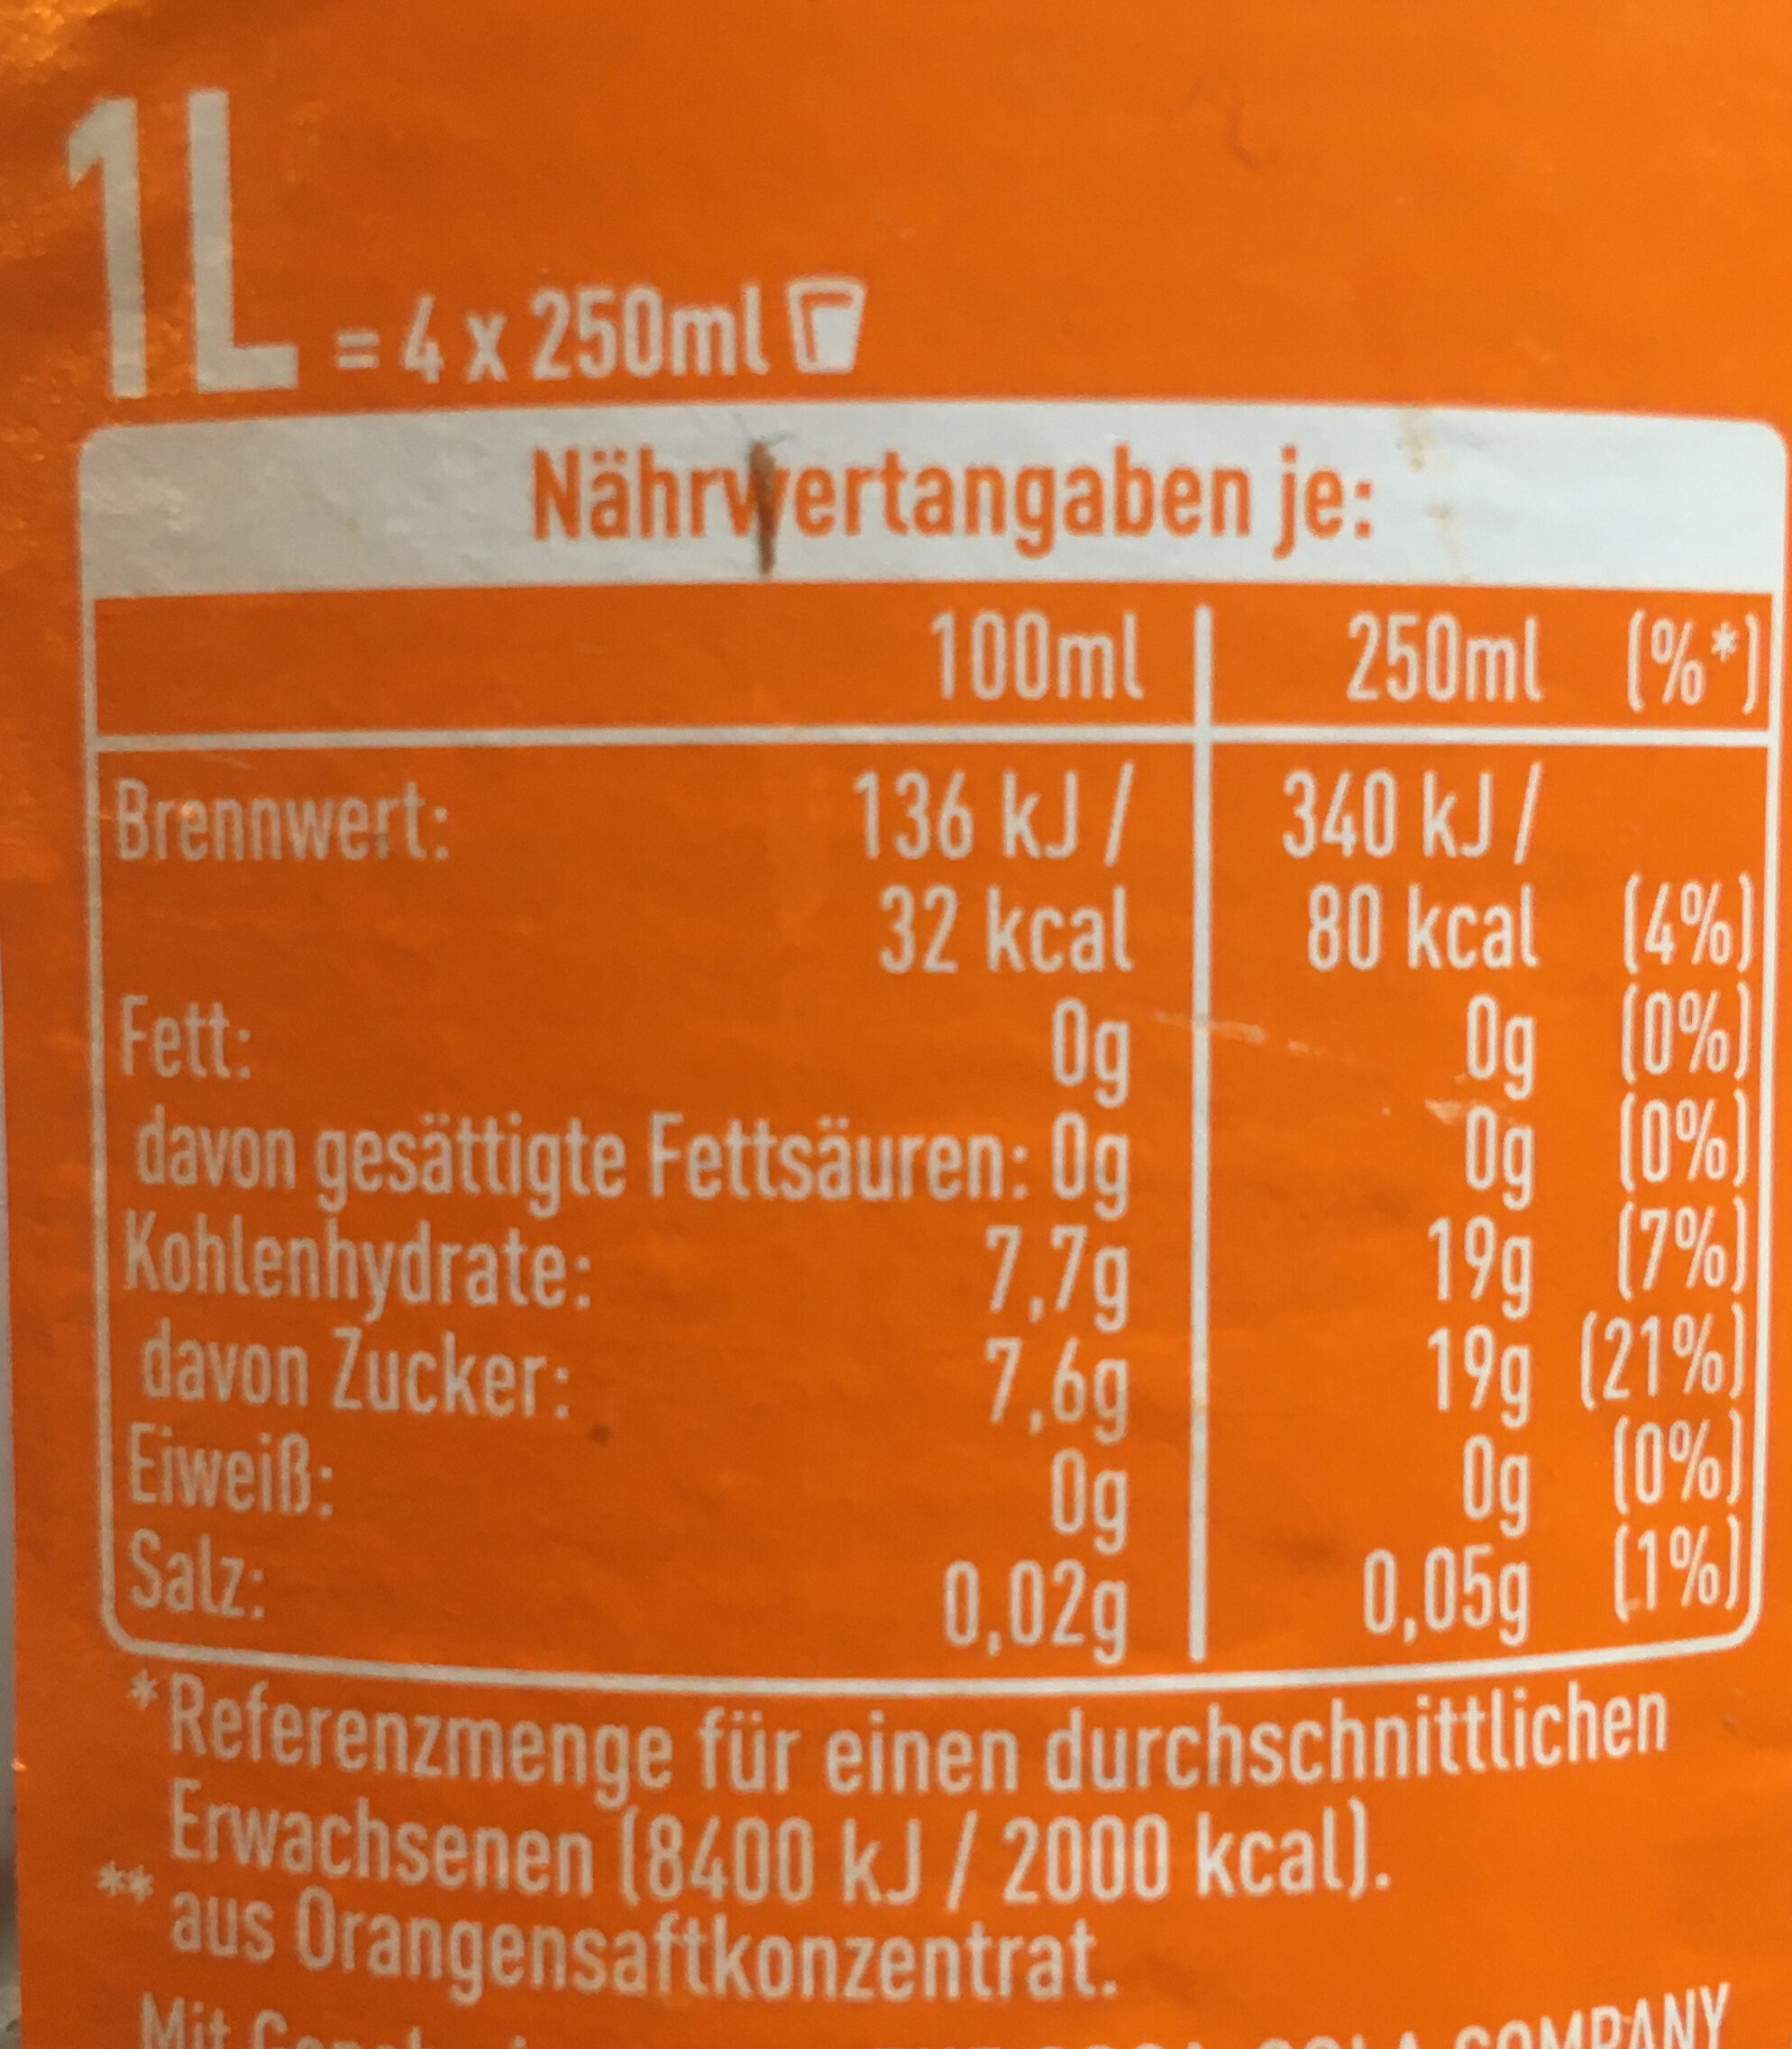 1L = 4 x 250ml
Nährwertangaben je:
100ml 250ml (%*)
Brennwert: 136 kJ / 340 kJ /
32 kcal 80 kcal (4%)
Fett: 0g 0g (0%)
davon gesättigte Fettsäuren: 0g 0g (0%)
Kohlenhydrate: 7,7g 19g (7%)
davon Zucker: 7,6g 19g (21%)
Eiweiß: 0g 0g (0%)
Salz: 0,02g 0,05g (1%)
*Referenzmenge für einen durchschnittlichen
Erwachsenen (8400 kJ / 2000 kcal).
** aus Orangensaftkonzentrat.
Mit COMPANY